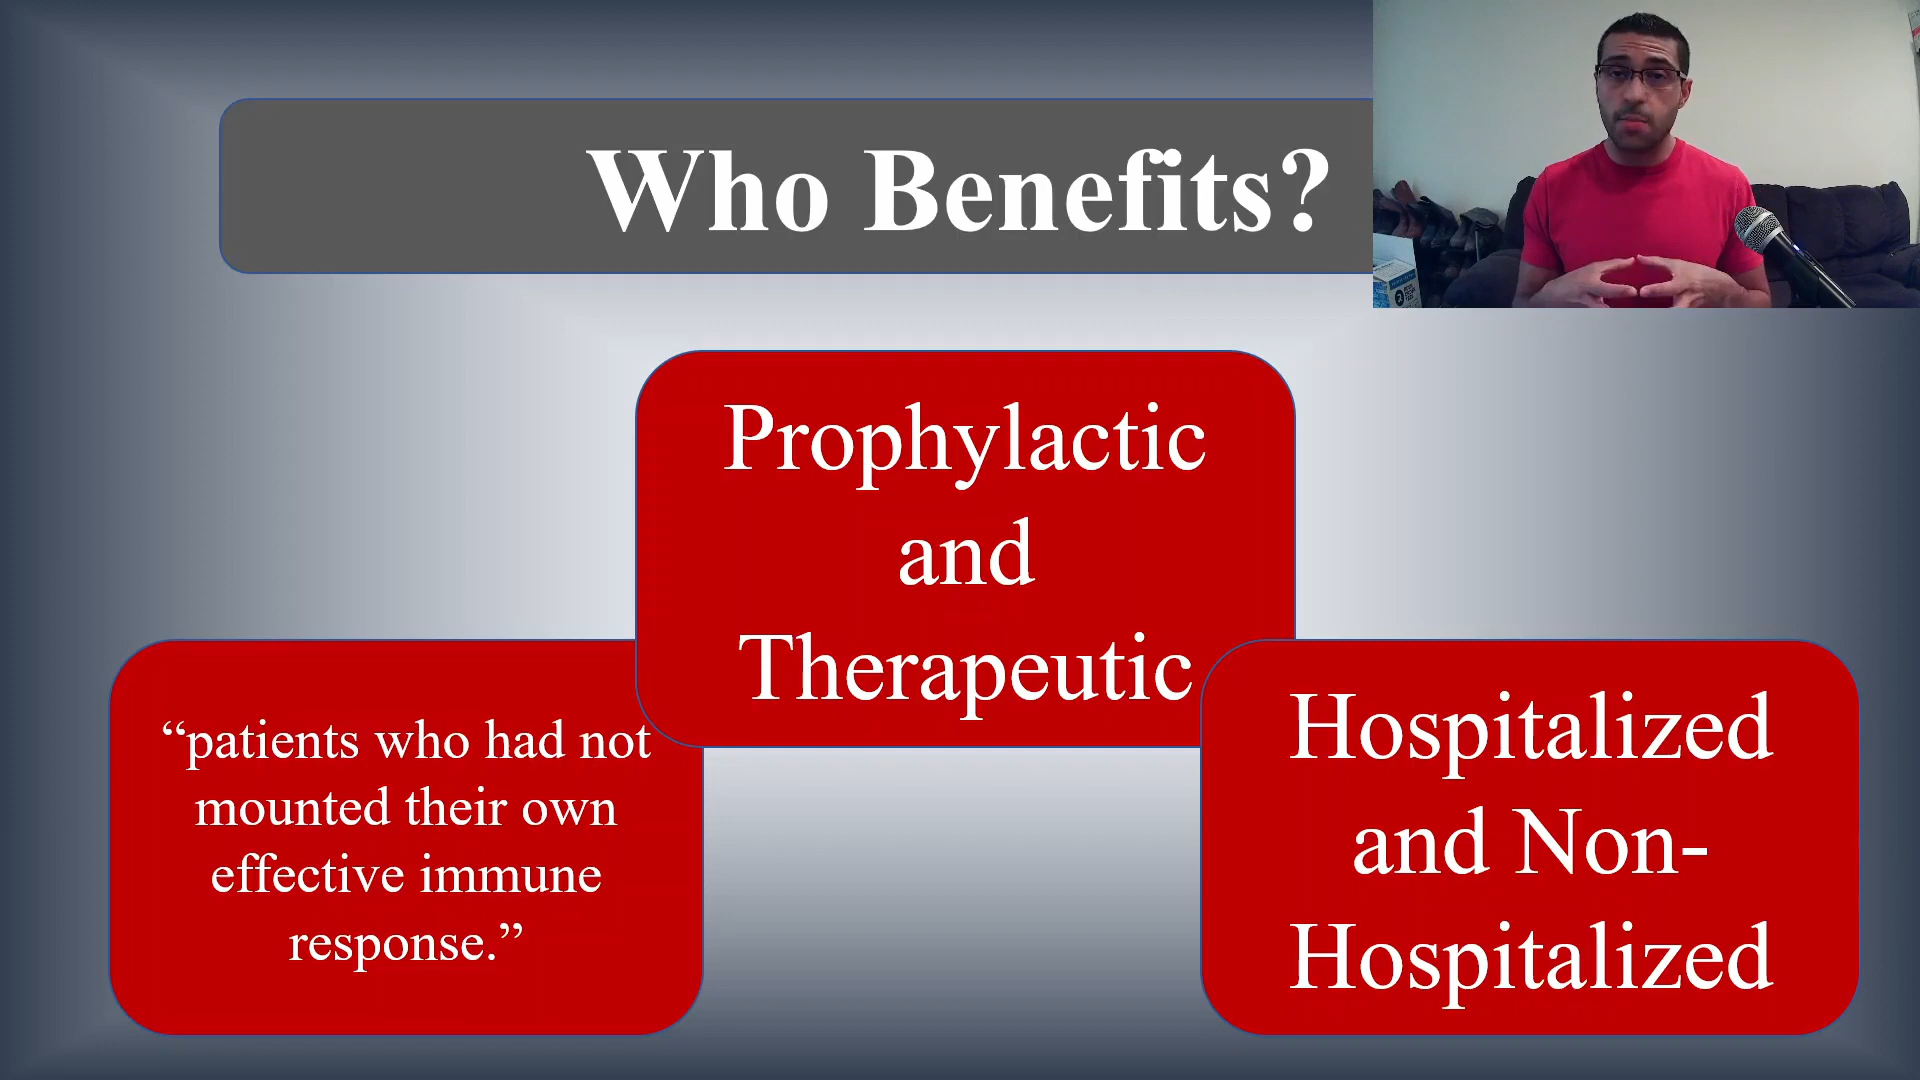 Who Benefits?
Prophylactic
and
Therapeutic
“patients who had not
mounted their own
effective immune
response.”
Hospitalized
and Non-
Hospitalized